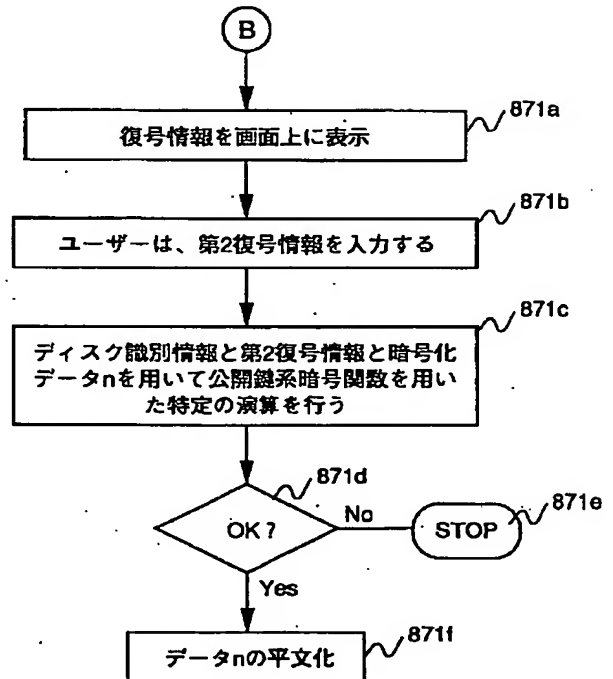 B
復号情報を画面上に表示
871a
ユーザーは、第2復号情報を入力する
871b
ディスク識別情報と第2復号情報と暗号化
データnを用いて公開鍵系暗号関数を用い
た特定の演算を行う
871c
OK?
871d
No
STOP
871e
Yes
データnの平文化
871f